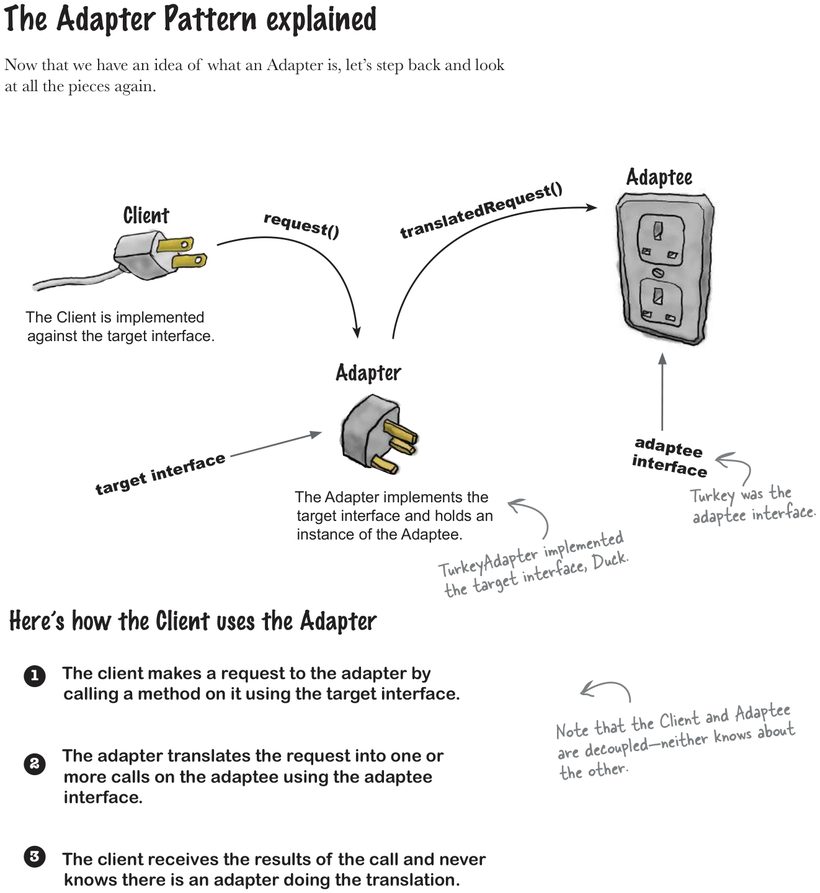 The Adapter Pattern explained
Now that we have an idea of what an Adapter is, let's step back and look
at all the pieces again.
Client
request()
translatedRequest()
Adaptee
The Client is implemented
against the target interface.
Adapter
target interface
adaptee
interface
Turkey was the
adaptee interface.
The Adapter implements the
target interface and holds an
instance of the Adaptee.
TurkeyAdapter implemented
the target interface, Duck.
Here's how the Client uses the Adapter
1 The client makes a request to the adapter by
calling a method on it using the target interface.
Note that the Client and Adaptee
are decoupled—neither knows about
the other.
2 The adapter translates the request into one or
more calls on the adaptee using the adaptee
interface.
3 The client receives the results of the call and never
knows there is an adapter doing the translation.